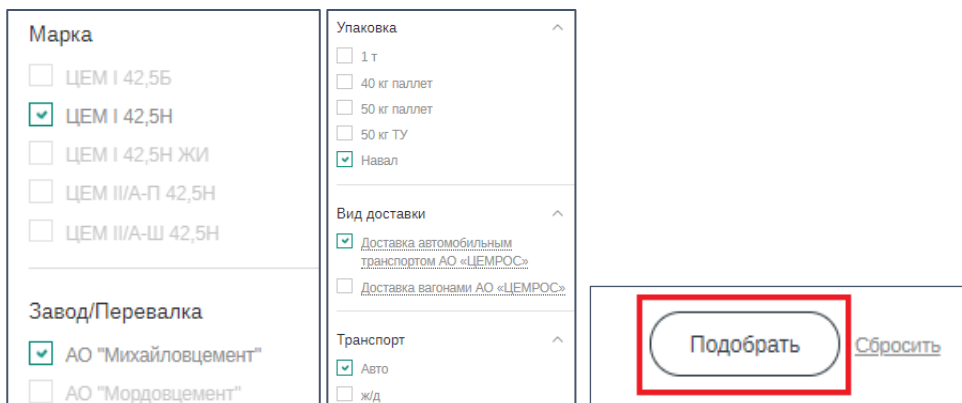 Марка
ЦЕМ I 42,5Б
ЦЕМ I 42,5Н
ЦЕМ I 42,5Н ЖИ
ЦЕМ II/А-П 42,5Н
ЦЕМ II/А-Ш 42,5Н
Завод/Перевалка
АО "Михайловцемент"
АО "Мордовцемент"
Упаковка
1 т
40 кг паллет
50 кг паллет
50 кг ТУ
Навал
Вид доставки
Доставка автомобильным
транспортом АО «ЦЕМРОС»
Доставка вагонами АО «ЦЕМРОС»
Транспорт
Авто
ж/д
Подобрать
Сбросить